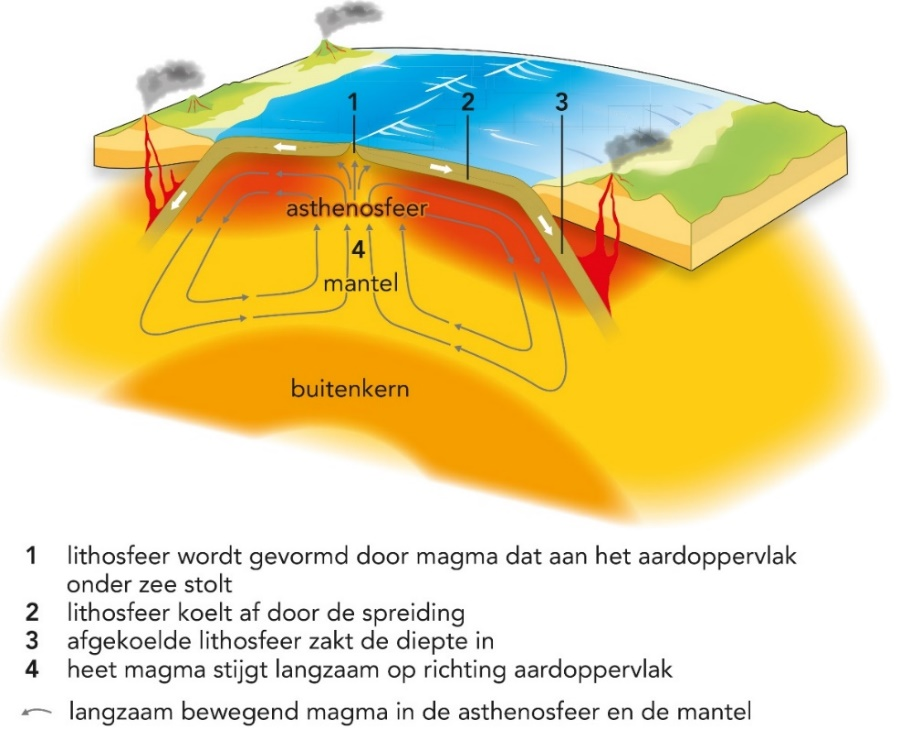 1
2
3
asthenosfeer
4
mantel
buitenkern
1 lithosfeer wordt gevormd door magma dat aan het aardoppervlak
onder zee stolt
2 lithosfeer koelt af door de spreiding
3 afgekoelde lithosfeer zakt de diepte in
4 heet magma stijgt langzaam op richting aardoppervlak
langzaam bewegend magma in de asthenosfeer en de mantel